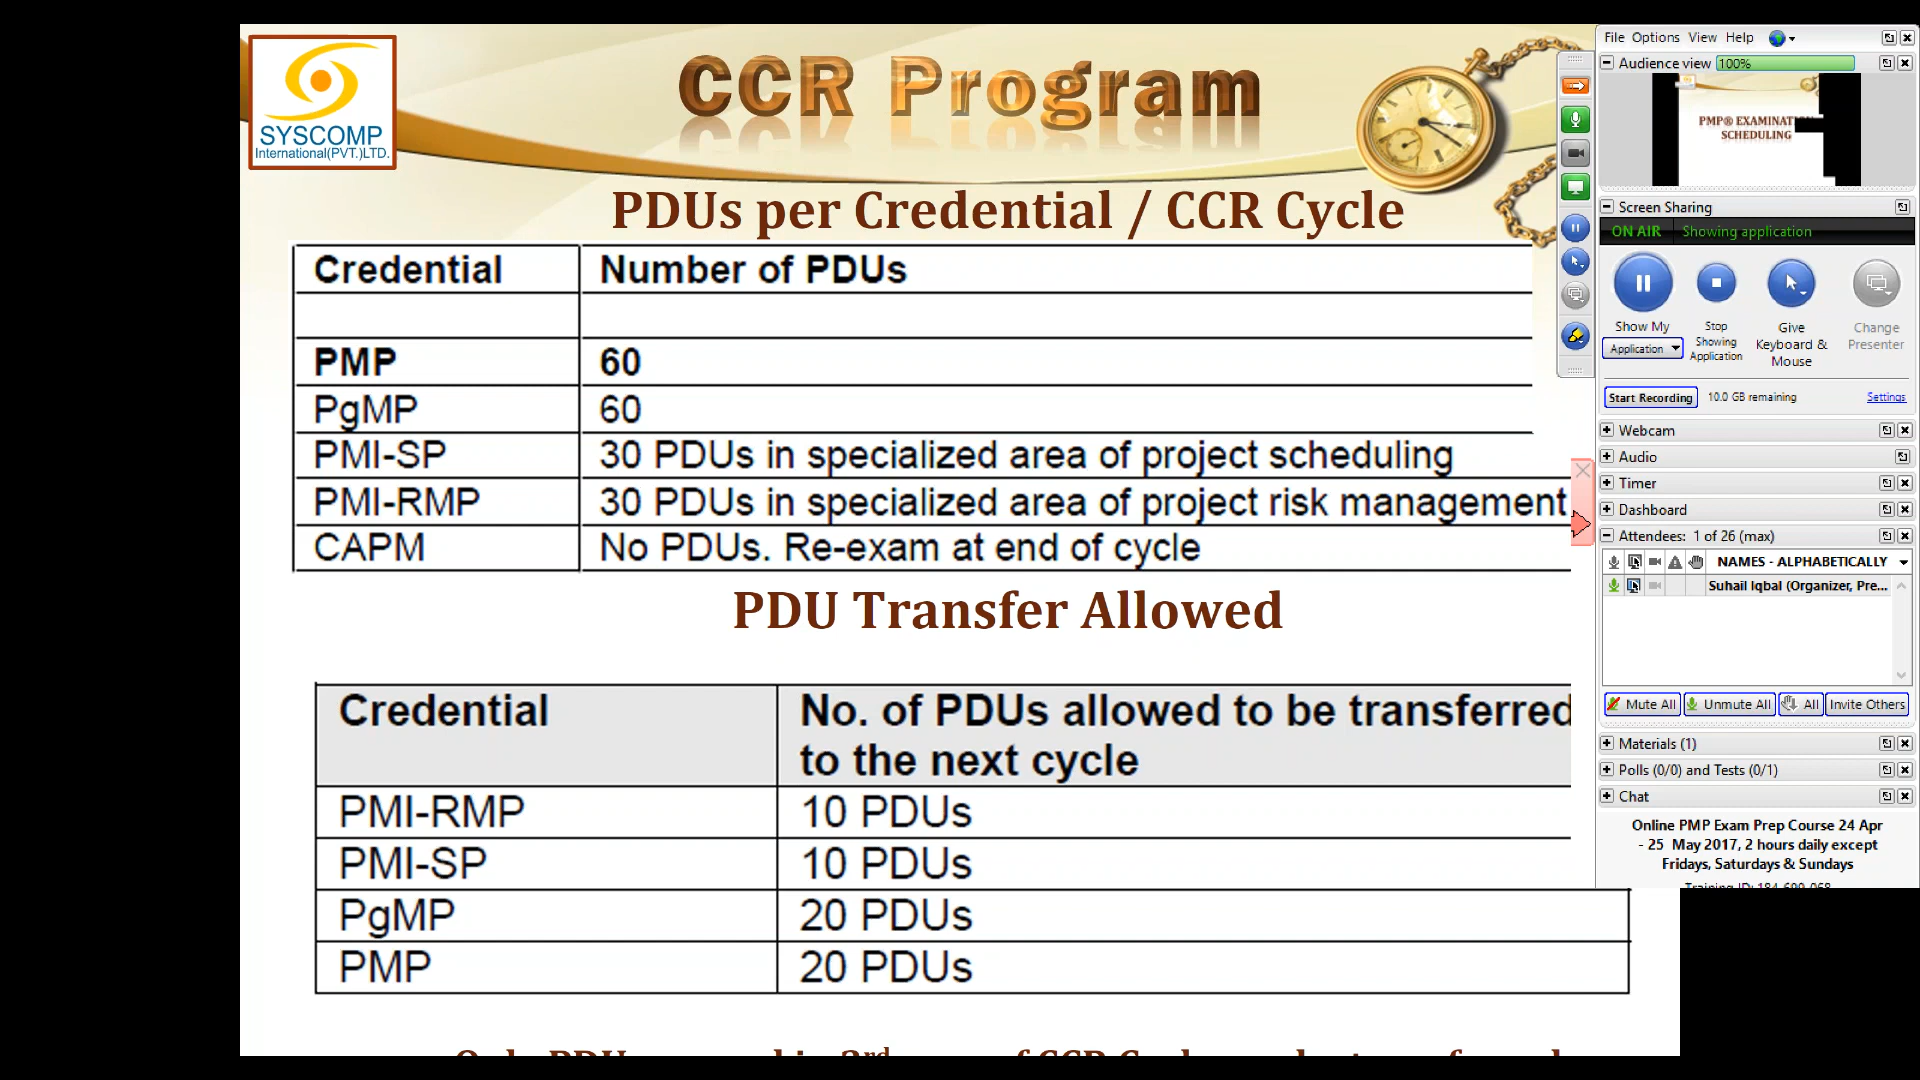 SYSCOMP
International(PVT.)LTD.
CCR Program
PDUs per Credential / CCR Cycle
Credential Number of PDUs
PMP 60
PgMP 60
PMI-SP 30 PDUs in specialized area of project scheduling
PMI-RMP 30 PDUs in specialized area of project risk management
CAPM No PDUs. Re-exam at end of cycle
PDU Transfer Allowed
Credential No. of PDUs allowed to be transferred
to the next cycle
PMI-RMP 10 PDUs
PMI-SP 10 PDUs
PgMP 20 PDUs
PMP 20 PDUs
File Options View Help
Audience view 100%
PMP® EXAMINATI
SCHEDULING
Screen Sharing
ON AIR Showing application
Show My
Application
Stop
Showing
Application
Give
Keyboard &
Mouse
Change
Presenter
Start Recording 10.0 GB remaining Settings
Webcam
Audio
Timer
Dashboard
Attendees: 1 of 26 (max)
NAMES - ALPHABETICALLY
Suhail Iqbal (Organizer, Pre...
Mute All Unmute All All Invite Others
Materials (1)
Polls (0/0) and Tests (0/1)
Chat
Online PMP Exam Prep Course 24 Apr
- 25 May 2017, 2 hours daily except
Fridays, Saturdays & Sundays